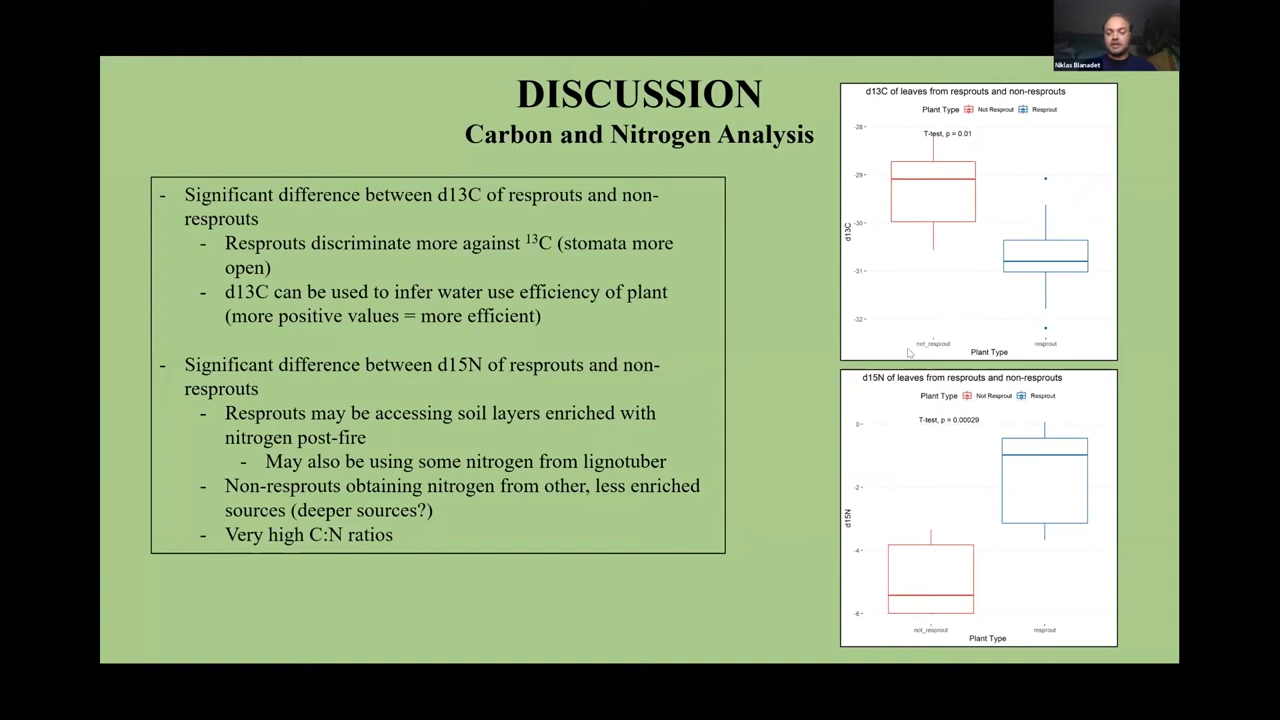 Niklas Blanadet
DISCUSSION
Carbon and Nitrogen Analysis
- Significant difference between d13C of resprouts and non-
resprouts
- Resprouts discriminate more against ¹³C (stomata more
open)
- d13C can be used to infer water use efficiency of plant
(more positive values = more efficient)
- Significant difference between d15N of resprouts and non-
resprouts
- Resprouts may be accessing soil layers enriched with
nitrogen post-fire
- May also be using some nitrogen from lignotuber
- Non-resprouts obtaining nitrogen from other, less enriched
sources (deeper sources?)
- Very high C:N ratios
d13C of leaves from resprouts and non-resprouts
Plant Type Not Resprout Resprout
T-test, p = 0.01
-28
-29
-30
-31
-32
d13C
not_resprout resprout
Plant Type
d15N of leaves from resprouts and non-resprouts
Plant Type Not Resprout Resprout
T-test, p = 0.00029
0
-2
-4
-6
d15N
not_resprout resprout
Plant Type